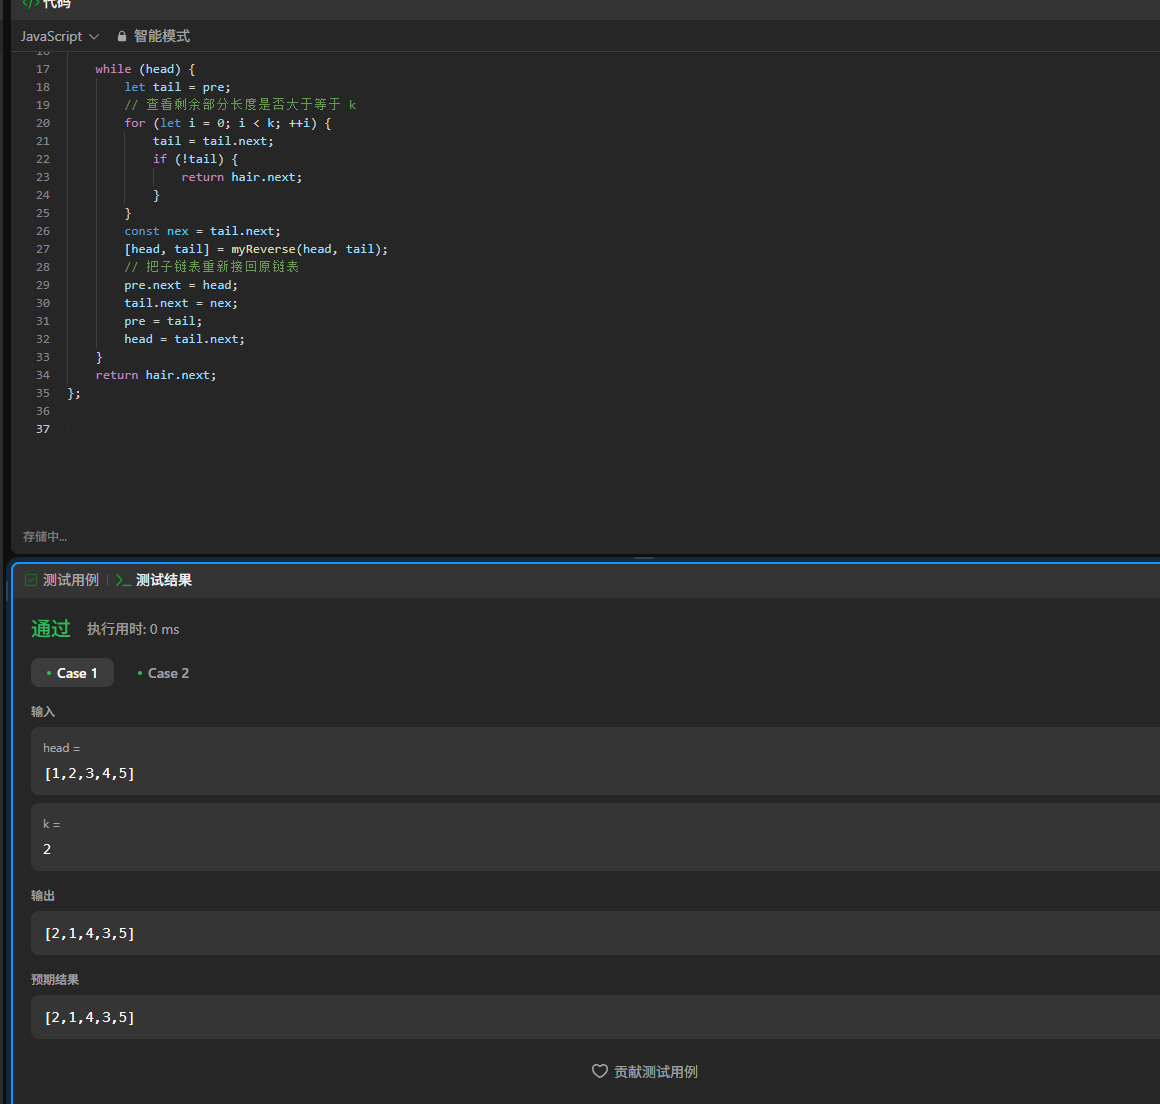 </> 代码
JavaScript 智能模式
16
17 while (head) {
18 let tail = pre;
19 // 查看剩余部分长度是否大于等于 k
20 for (let i = 0; i < k; ++i) {
21 tail = tail.next;
22 if (!tail) {
23 return hair.next;
24 }
25 }
26 const nex = tail.next;
27 [head, tail] = myReverse(head, tail);
28 // 把子链表重新接回原链表
29 pre.next = head;
30 tail.next = nex;
31 pre = tail;
32 head = tail.next;
33 }
34 return hair.next;
35 };
36
37
存储中...
测试用例 | >_ 测试结果
通过 执行用时: 0 ms
• Case 1 • Case 2
输入
head =
[1,2,3,4,5]
k =
2
输出
[2,1,4,3,5]
预期结果
[2,1,4,3,5]
贡献测试用例